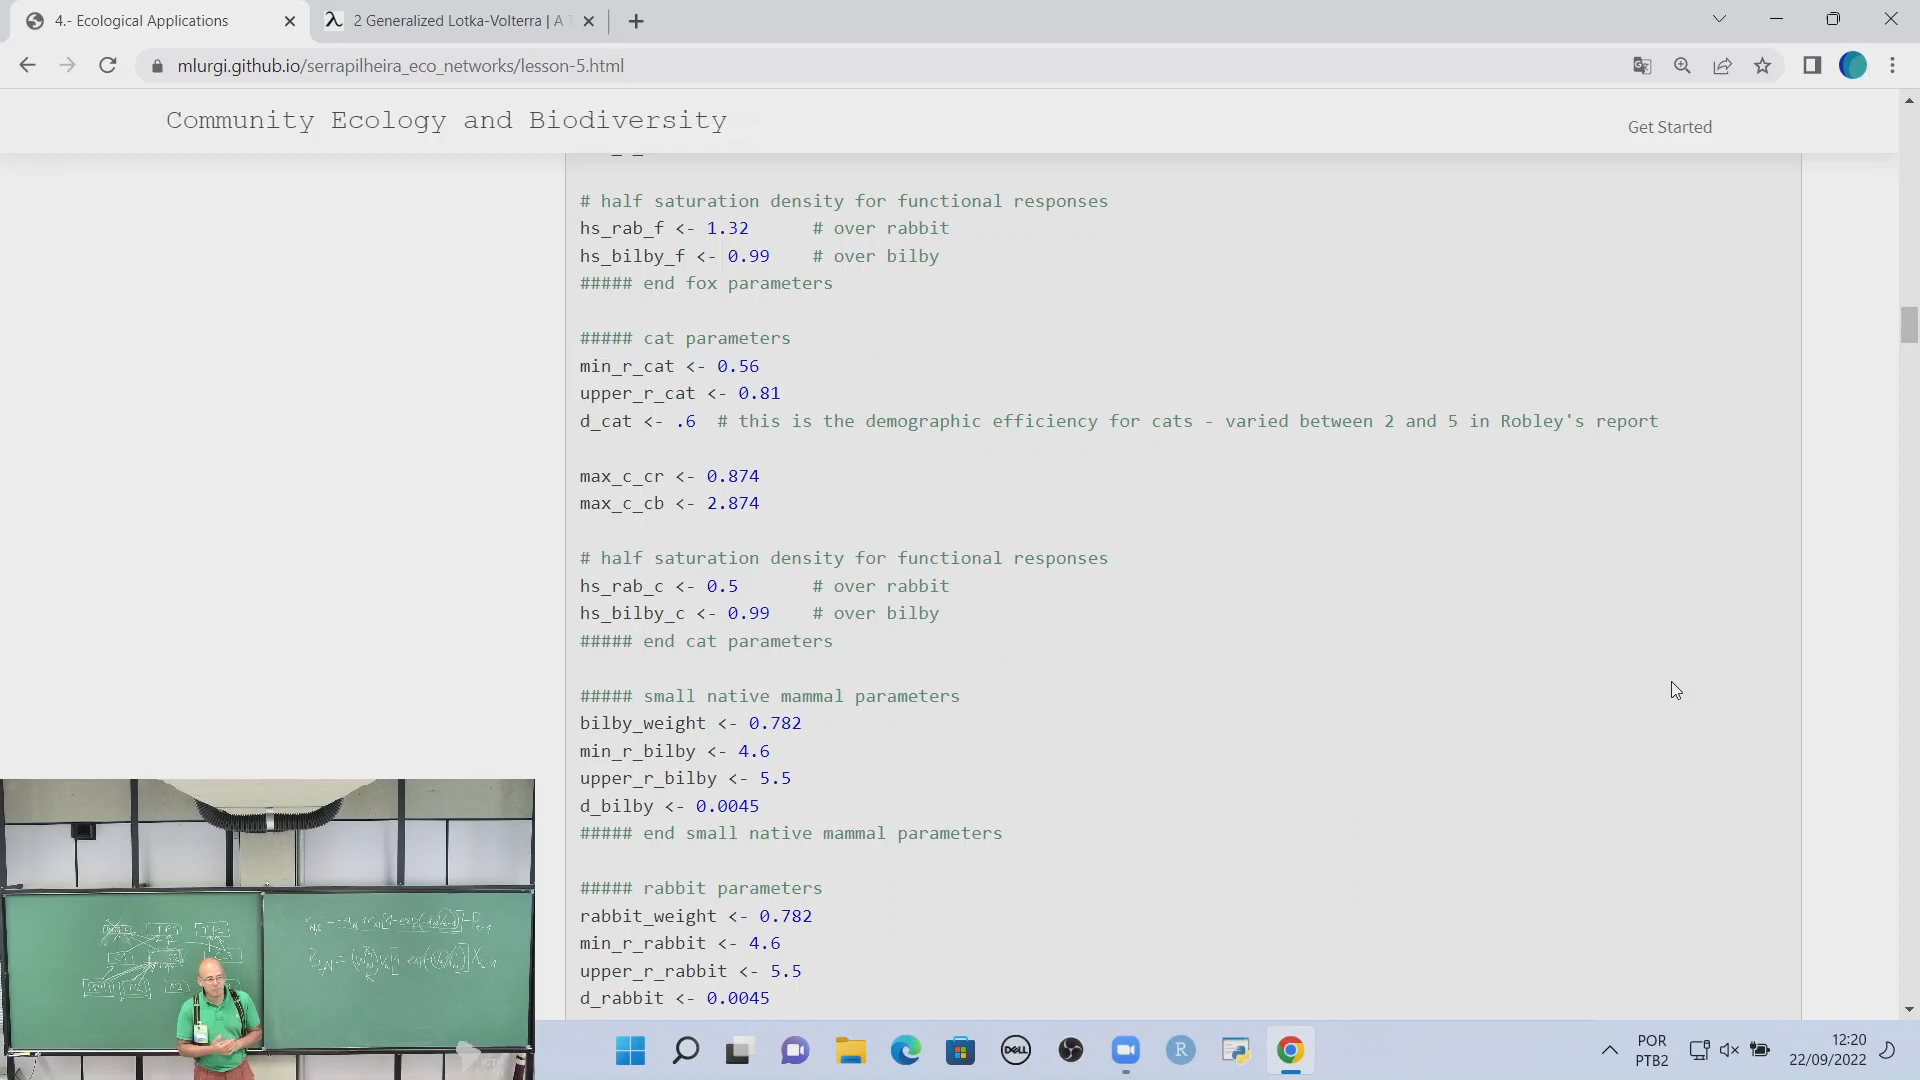 4.- Ecological Applications
2 Generalized Lotka-Volterra | A T
mlurgi.github.io/serrapilheira_eco_networks/lesson-5.html
Community Ecology and Biodiversity
Get Started
# half saturation density for functional responses
hs_rab_f <- 1.32 # over rabbit
hs_bilby_f <- 0.99 # over bilby
##### end fox parameters
##### cat parameters
min_r_cat <- 0.56
upper_r_cat <- 0.81
d_cat <- .6 # this is the demographic efficiency for cats - varied between 2 and 5 in Robley's report
max_c_cr <- 0.874
max_c_cb <- 2.874
# half saturation density for functional responses
hs_rab_c <- 0.5 # over rabbit
hs_bilby_c <- 0.99 # over bilby
##### end cat parameters
##### small native mammal parameters
bilby_weight <- 0.782
min_r_bilby <- 4.6
upper_r_bilby <- 5.5
d_bilby <- 0.0045
##### end small native mammal parameters
##### rabbit parameters
rabbit_weight <- 0.782
min_r_rabbit <- 4.6
upper_r_rabbit <- 5.5
d_rabbit <- 0.0045
DELL
R
POR
PTB2
12:20
22/09/2022